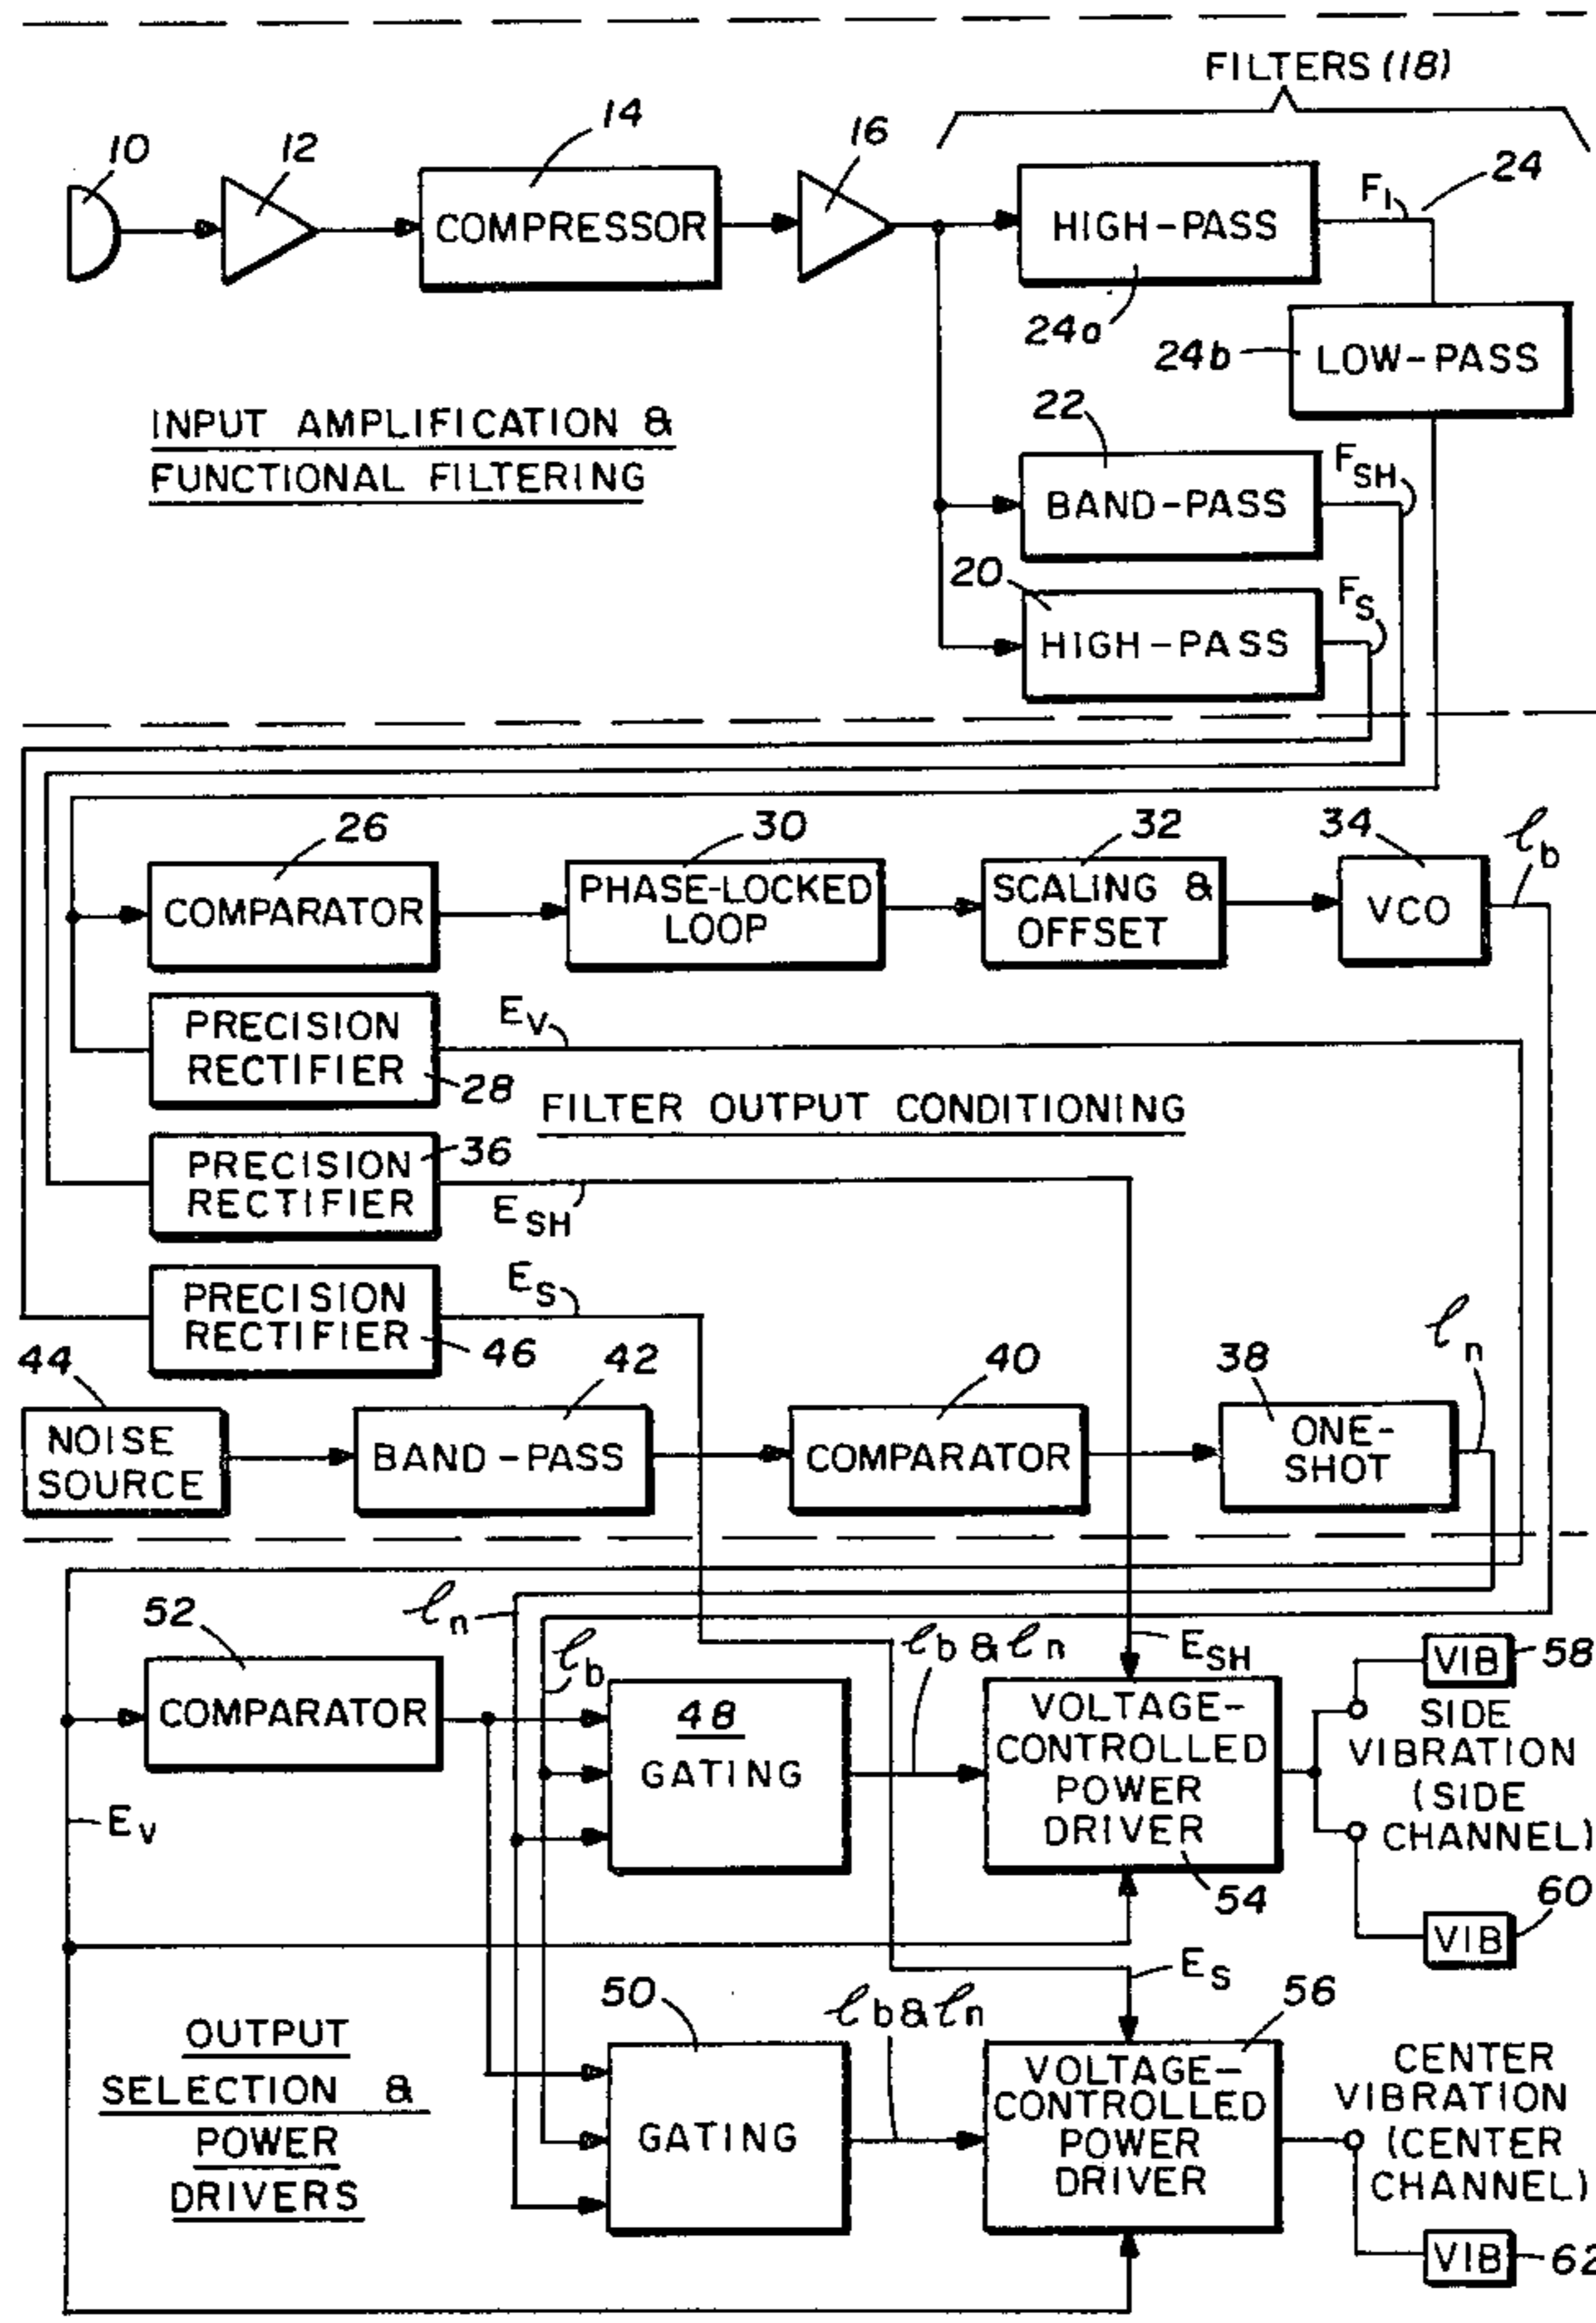 FILTERS (18)
10
12
14
16
24
COMPRESSOR
HIGH-PASS
F1
24a
24b
LOW-PASS
INPUT AMPLIFICATION &
FUNCTIONAL FILTERING
22
BAND-PASS
FSH
20
HIGH-PASS
FS
26
30
32
34
ℓb
COMPARATOR
PHASE-LOCKED
LOOP
SCALING &
OFFSET
VCO
PRECISION
RECTIFIER
28
EV
FILTER OUTPUT CONDITIONING
PRECISION
RECTIFIER
36
ESH
PRECISION
RECTIFIER
46
ES
44
42
40
38
ℓn
NOISE
SOURCE
BAND-PASS
COMPARATOR
ONE-
SHOT
52
ℓn
ℓb
ℓb & ℓn
ESH
VIB
58
COMPARATOR
48
GATING
VOLTAGE-
CONTROLLED
POWER
DRIVER
54
SIDE
VIBRATION
(SIDE
CHANNEL)
EV
VIB
60
ES
50
ℓb & ℓn
56
OUTPUT
SELECTION &
POWER
DRIVERS
GATING
VOLTAGE-
CONTROLLED
POWER
DRIVER
CENTER
VIBRATION
(CENTER
CHANNEL)
VIB
62